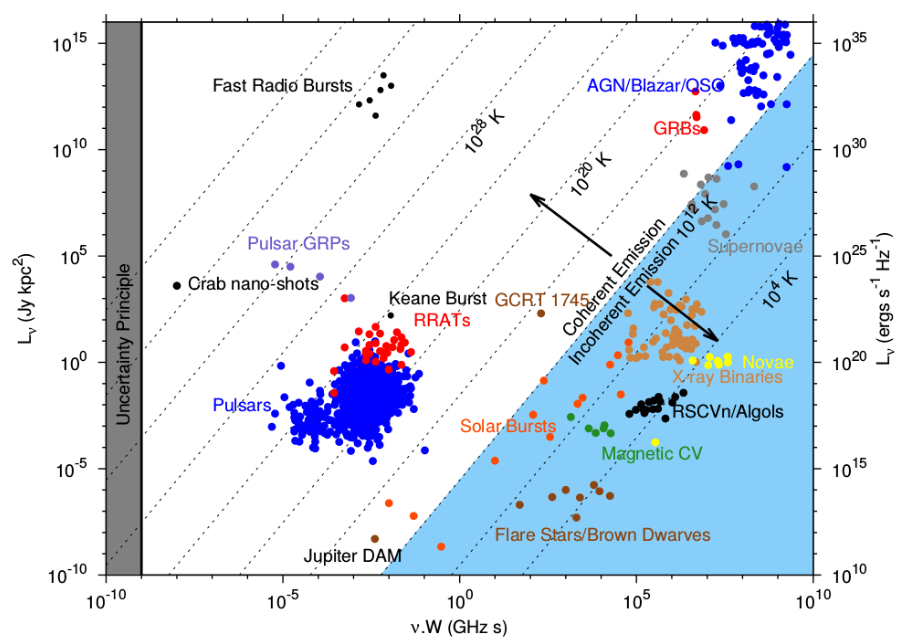 10^15
10^10
10^5
10^0
10^-5
10^-10
L_ν (Jy kpc^2)
10^35
10^30
10^25
10^20
10^15
10^10
L_ν (ergs s^-1 Hz^-1)
10^-10
10^-5
10^0
10^5
10^10
ν.W (GHz s)
Uncertainty Principle
Fast Radio Bursts
AGN/Blazar/QSO
GRBs
10^28 K
10^20 K
10^12 K
10^4 K
Coherent Emission
Incoherent Emission
Supernovae
Pulsar GRPs
Crab nano-shots
Keane Burst
GCRT 1745
RRATs
Novae
X-ray Binaries
Pulsars
RSCVn/Algols
Solar Bursts
Magnetic CV
Flare Stars/Brown Dwarves
Jupiter DAM